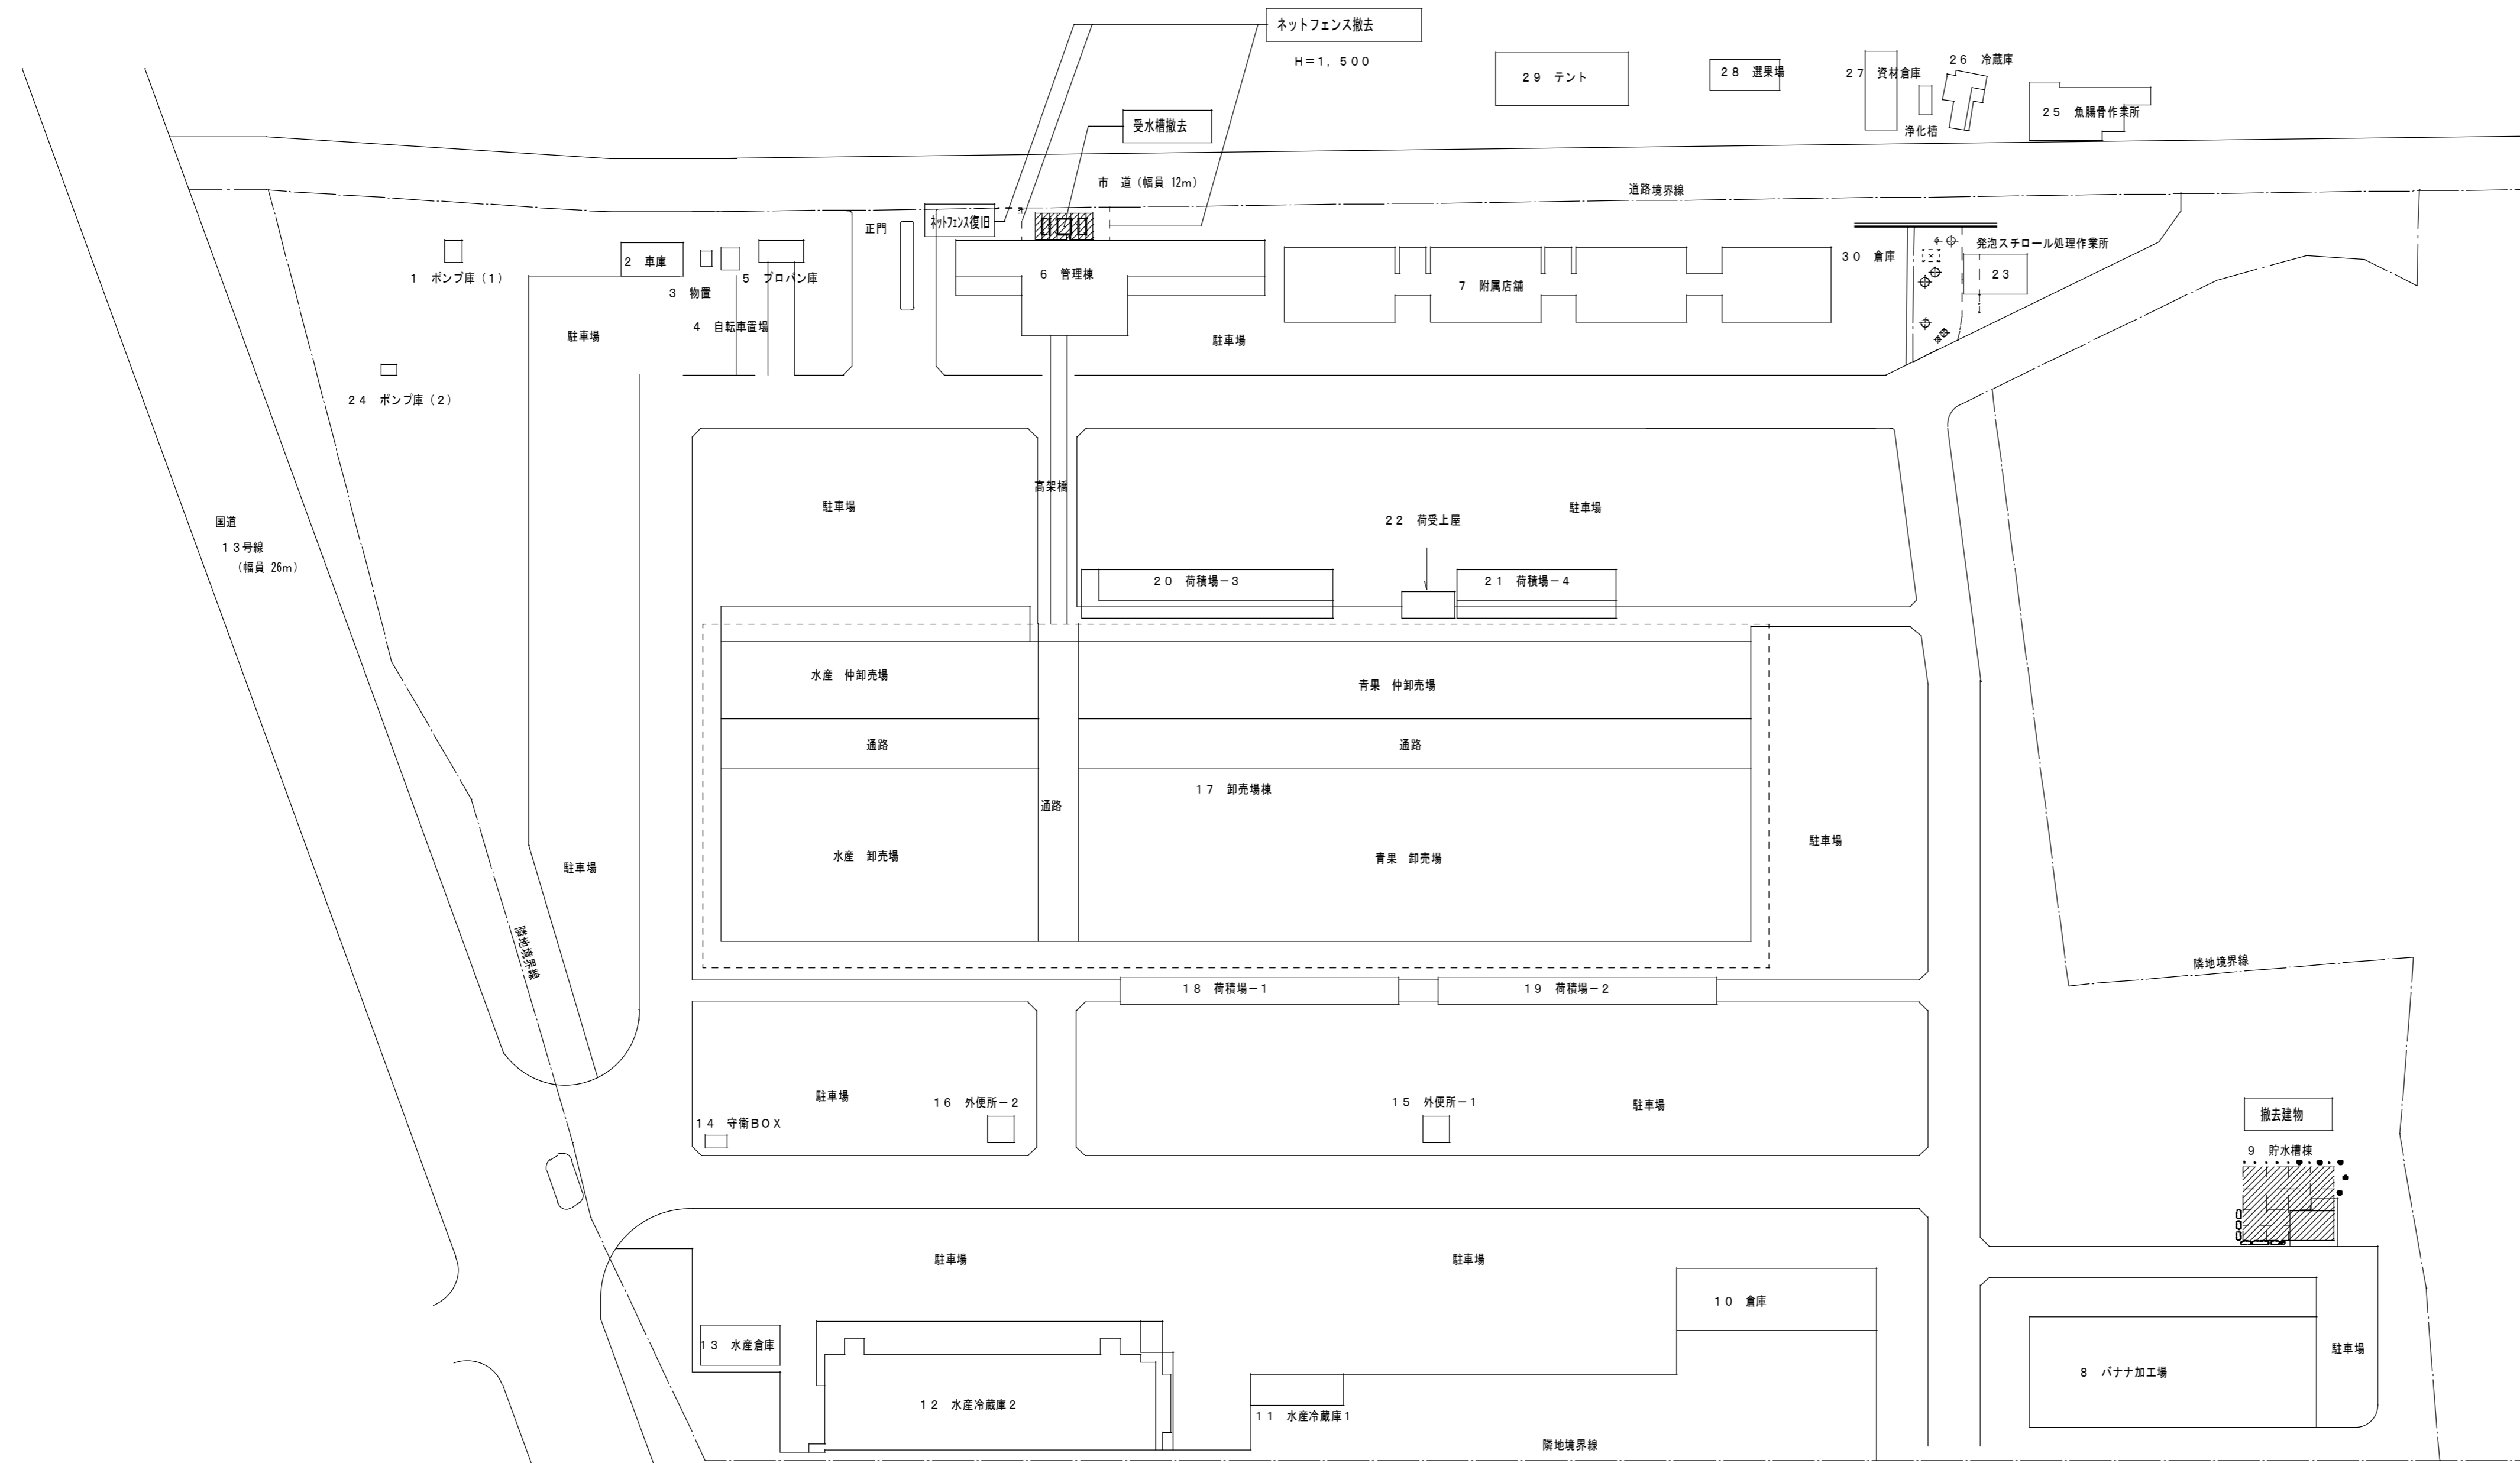 ネットフェンス撤去
H=1,500
受水槽撤去
29 テント
28 選果場
27 資材倉庫
26 冷蔵庫
浄化槽
25 魚腸骨作業所
市 道(幅員 12m)
道路境界線
ネットフェンス復旧
正門
1 ポンプ庫(1)
2 車庫
3 物置
4 自転車置場
5 プロパン庫
6 管理棟
7 附属店舗
30 倉庫
発泡スチロール処理作業所
23
駐車場
駐車場
24 ポンプ庫(2)
国道
13号線
(幅員 26m)
高架橋
駐車場
22 荷受上屋
駐車場
20 荷積場-3
21 荷積場-4
水産 仲卸売場
青果 仲卸売場
通路
通路
17 卸売場棟
通路
水産 卸売場
青果 卸売場
駐車場
駐車場
隣地境界線
隣地境界線
18 荷積場-1
19 荷積場-2
駐車場
16 外便所-2
14 守衛BOX
15 外便所-1
駐車場
撤去建物
9 貯水槽棟
駐車場
駐車場
10 倉庫
13 水産倉庫
12 水産冷蔵庫2
11 水産冷蔵庫1
8 バナナ加工場
駐車場
隣地境界線